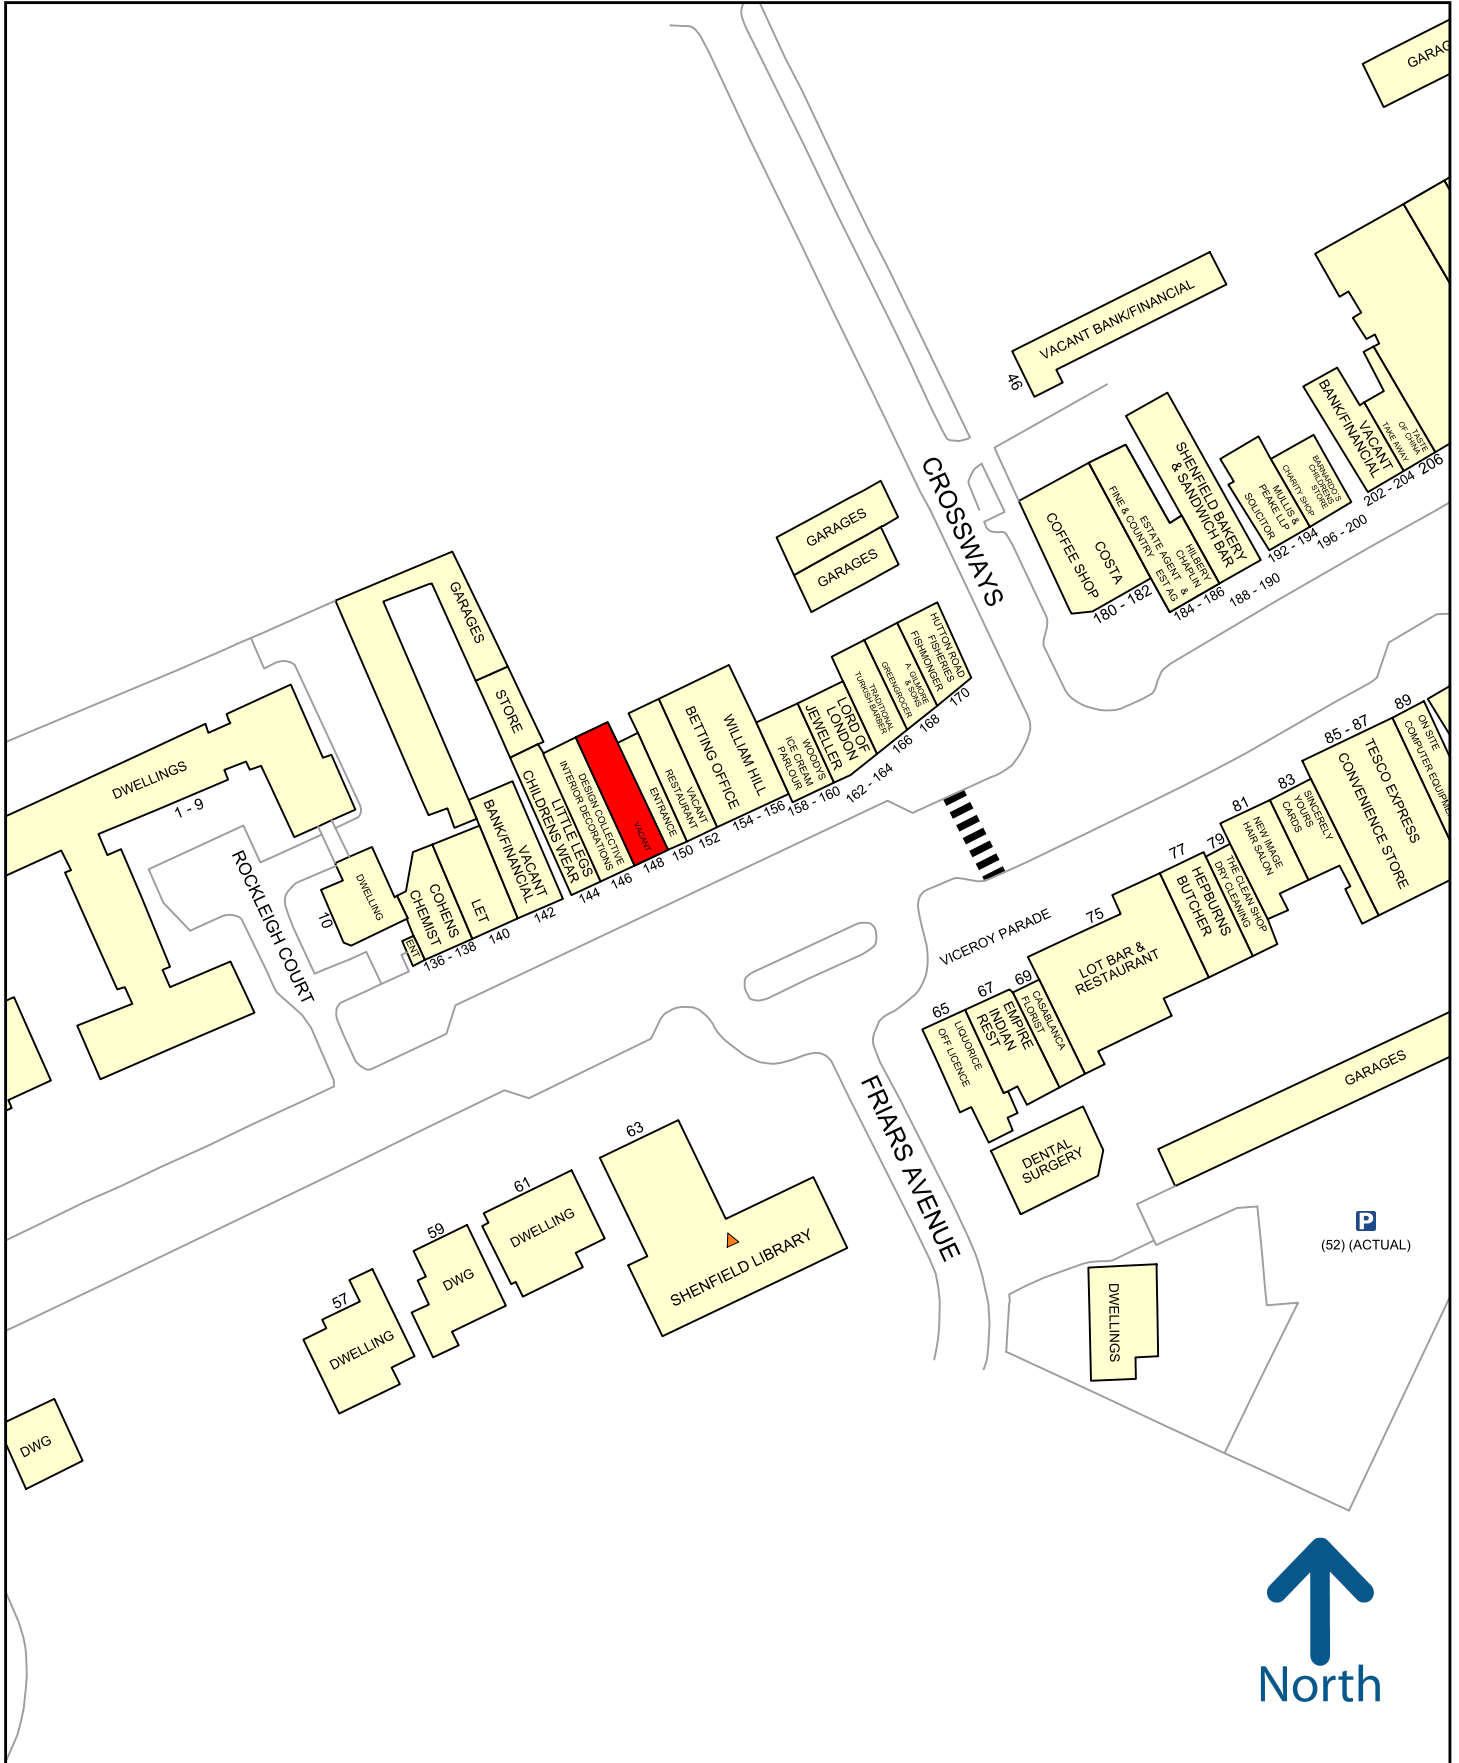 GARAG
VACANT BANK/FINANCIAL
46
CROSSWAYS
COSTA
COFFEE SHOP
180 - 182
ESTATE AGENT
FINE & COUNTRY
HILBERY
CHAPLIN
&
EST AG
184 - 186
SHENFIELD BAKERY
& SANDWICH BAR
188 - 190
MULLIS &
PEAKE LLP
SOLICITOR
192 - 194
BARNARDO'S
CHILDRENS
STORE
CHARITY SHOP
196 - 200
VACANT
BANK/FINANCIAL
202 - 204
TASTE
OF CHINA
TAKE AWAY
206
GARAGES
GARAGES
HUTTON ROAD
FISHERIES
FISHMONGER
170
A. GILMORE
& SONS
GREENGROCER
168
TRADITIONAL
TURKISH BARBER
166
LORD OF
LONDON
JEWELLER
162 - 164
WOODYS
ICE CREAM
PARLOUR
158 - 160
WILLIAM HILL
BETTING OFFICE
154 - 156
VACANT
RESTAURANT
152
ENTRANCE
150
VACANT
148
DESIGN COLLECTIVE
INTERIOR DECORATIONS
146
LITTLE LEGS
CHILDRENS WEAR
144
VACANT
BANK/FINANCIAL
142
LET
140
COHENS
CHEMIST
136 - 138
ENT
GARAGES
STORE
DWELLINGS
1 - 9
DWELLING
10
ROCKLEIGH COURT
89
ON SITE
COMPUTER EQUIPME
85 - 87
TESCO EXPRESS
CONVENIENCE STORE
83
SINCERELY
YOURS
CARDS
81
NEW IMAGE
HAIR SALON
79
THE CLEAN SHOP
DRY CLEANING
77
HEPBURNS
BUTCHER
75
LOT BAR &
RESTAURANT
VICEROY PARADE
69
CASABLANCA
FLORIST
67
EMPIRE
INDIAN
REST
65
LIQUORICE
OFF LICENCE
DENTAL
SURGERY
GARAGES
FRIARS AVENUE
63
SHENFIELD LIBRARY
61
DWELLING
59
DWG
57
DWELLING
DWG
P
(52) (ACTUAL)
DWELLINGS
North